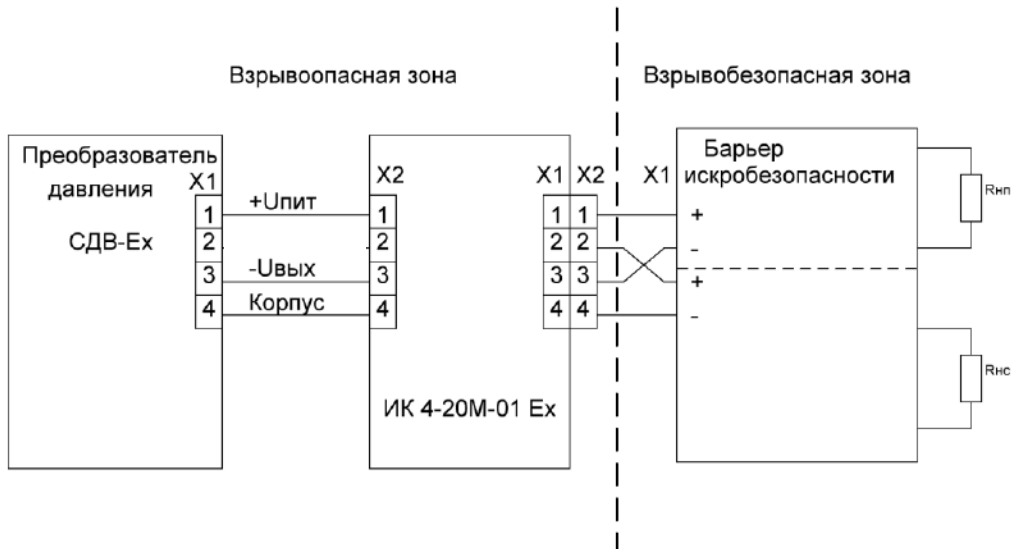 Взрывоопасная зона
Взрывобезопасная зона
Преобразователь
давления
СДВ-Ех
X1
1
2
3
4
+Uпит
-Uвых
Корпус
X2
1
2
3
4
ИК 4-20М-01 Ех
X1 X2
1 1
2 2
3 3
4 4
X1
Барьер
искробезопасности
+
-
+
-
Rнп
Rнс